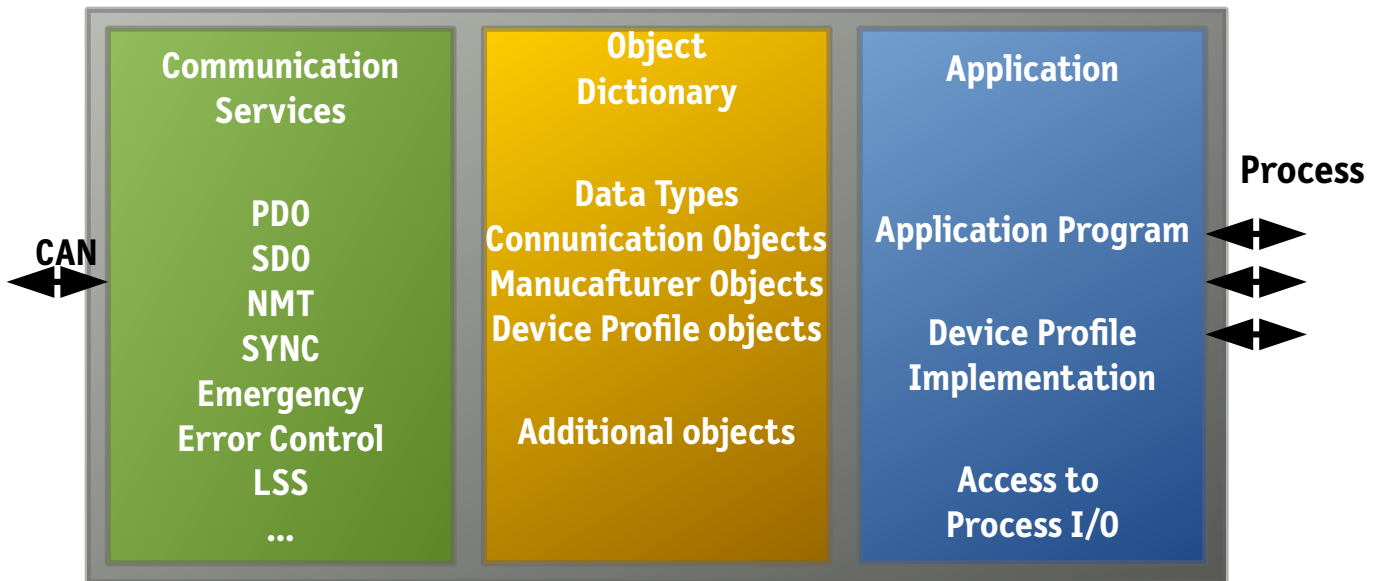 CAN
Communication
Services
PDO
SDO
NMT
SYNC
Emergency
Error Control
LSS
...
Object
Dictionary
Data Types
Connunication Objects
Manucafturer Objects
Device Profile objects
Additional objects
Application
Application Program
Device Profile
Implementation
Access to
Process I/O
Process